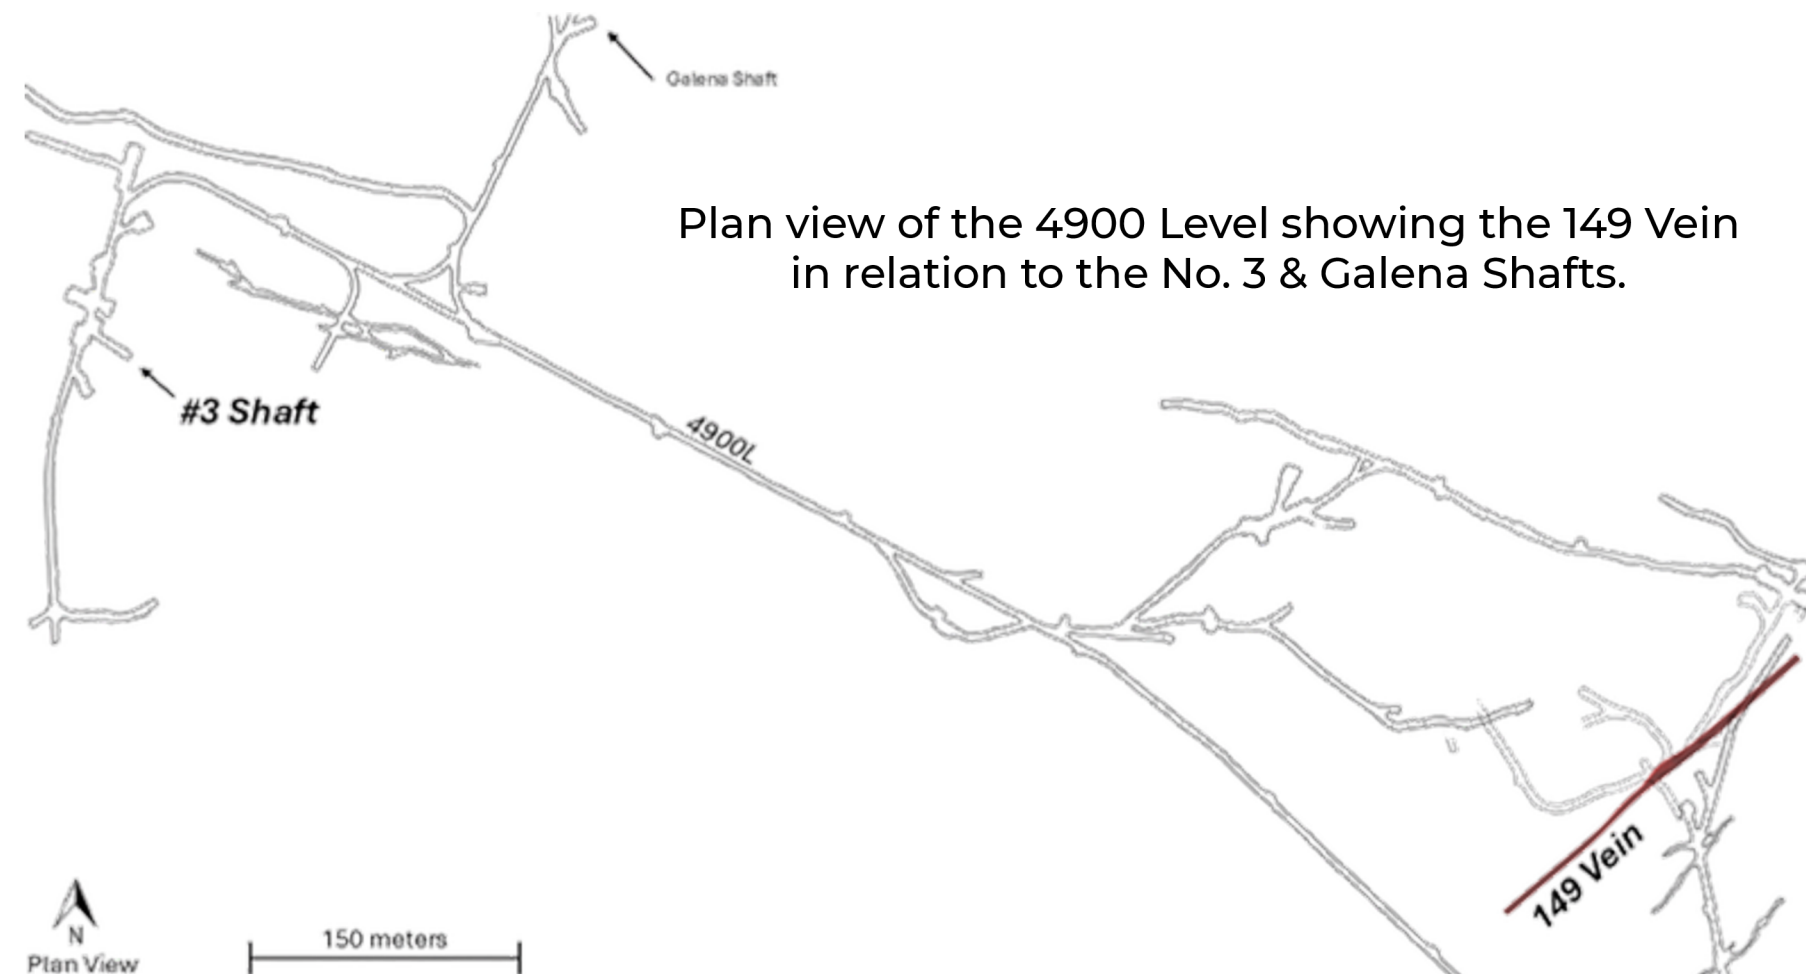 Galena Shaft
Plan view of the 4900 Level showing the 149 Vein
in relation to the No. 3 & Galena Shafts.
#3 Shaft
4900L
149 Vein
N
Plan View
150 meters